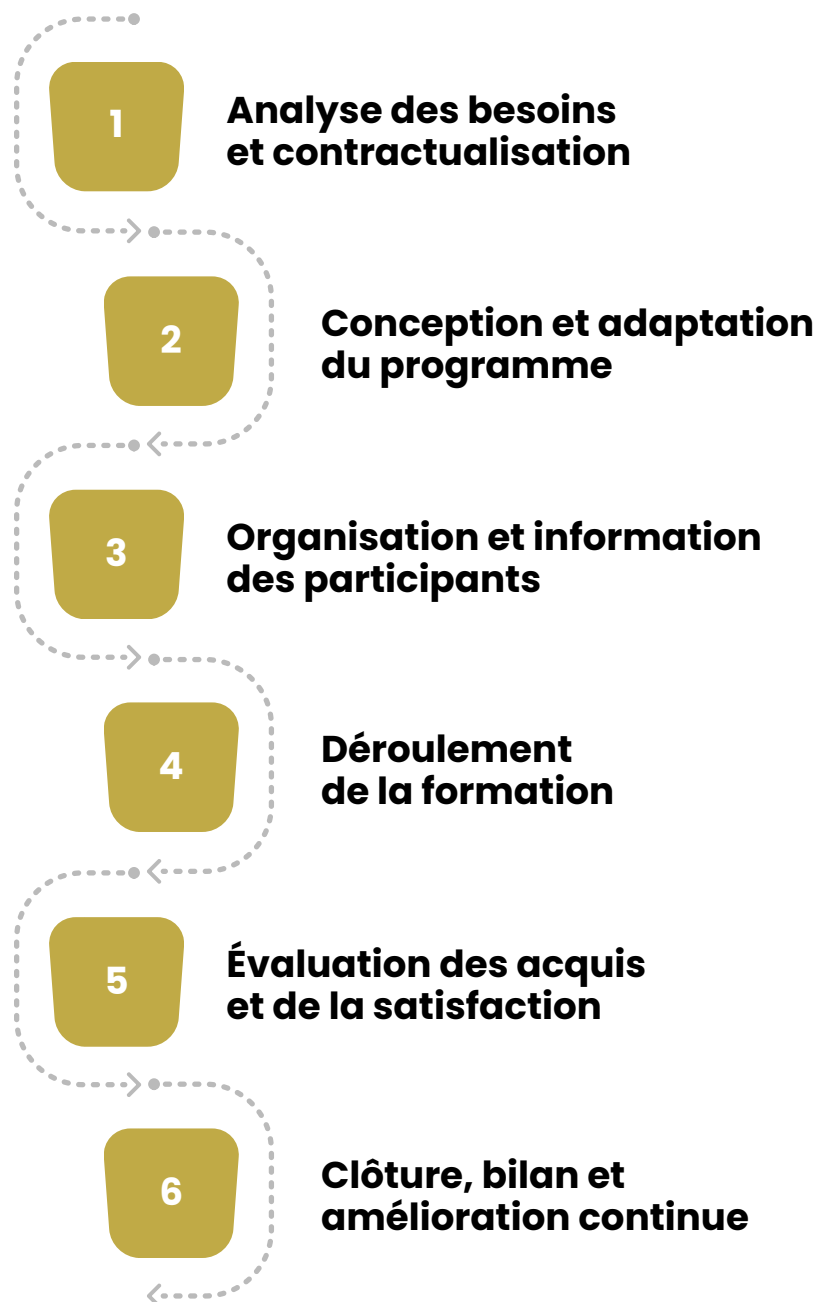 1
Analyse des besoins
et contractualisation
2
Conception et adaptation
du programme
3
Organisation et information
des participants
4
Déroulement
de la formation
5
Évaluation des acquis
et de la satisfaction
6
Clôture, bilan et
amélioration continue